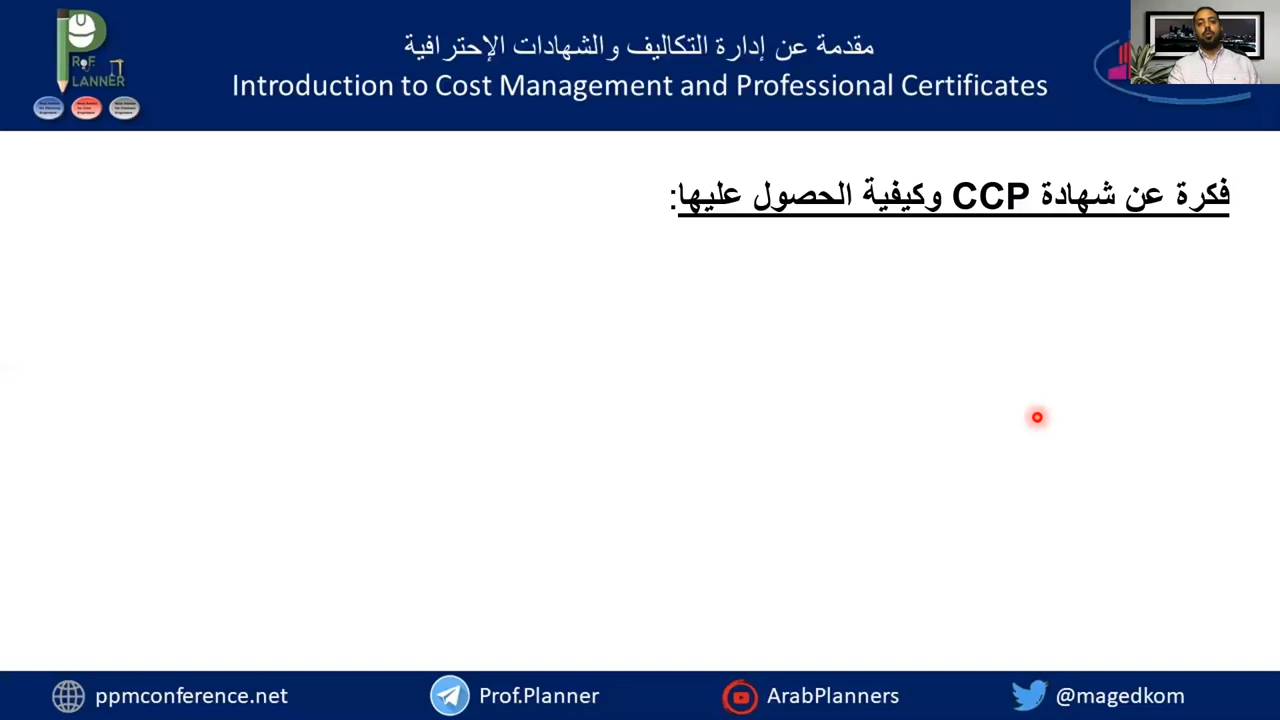 مقدمة عن إدارة التكاليف والشهادات الإحترافية
Introduction to Cost Management and Professional Certificates
R F
LANNER
فكرة عن شهادة CCP وكيفية الحصول عليها:
ppmconference.net
Prof.Planner
ArabPlanners
@magedkom